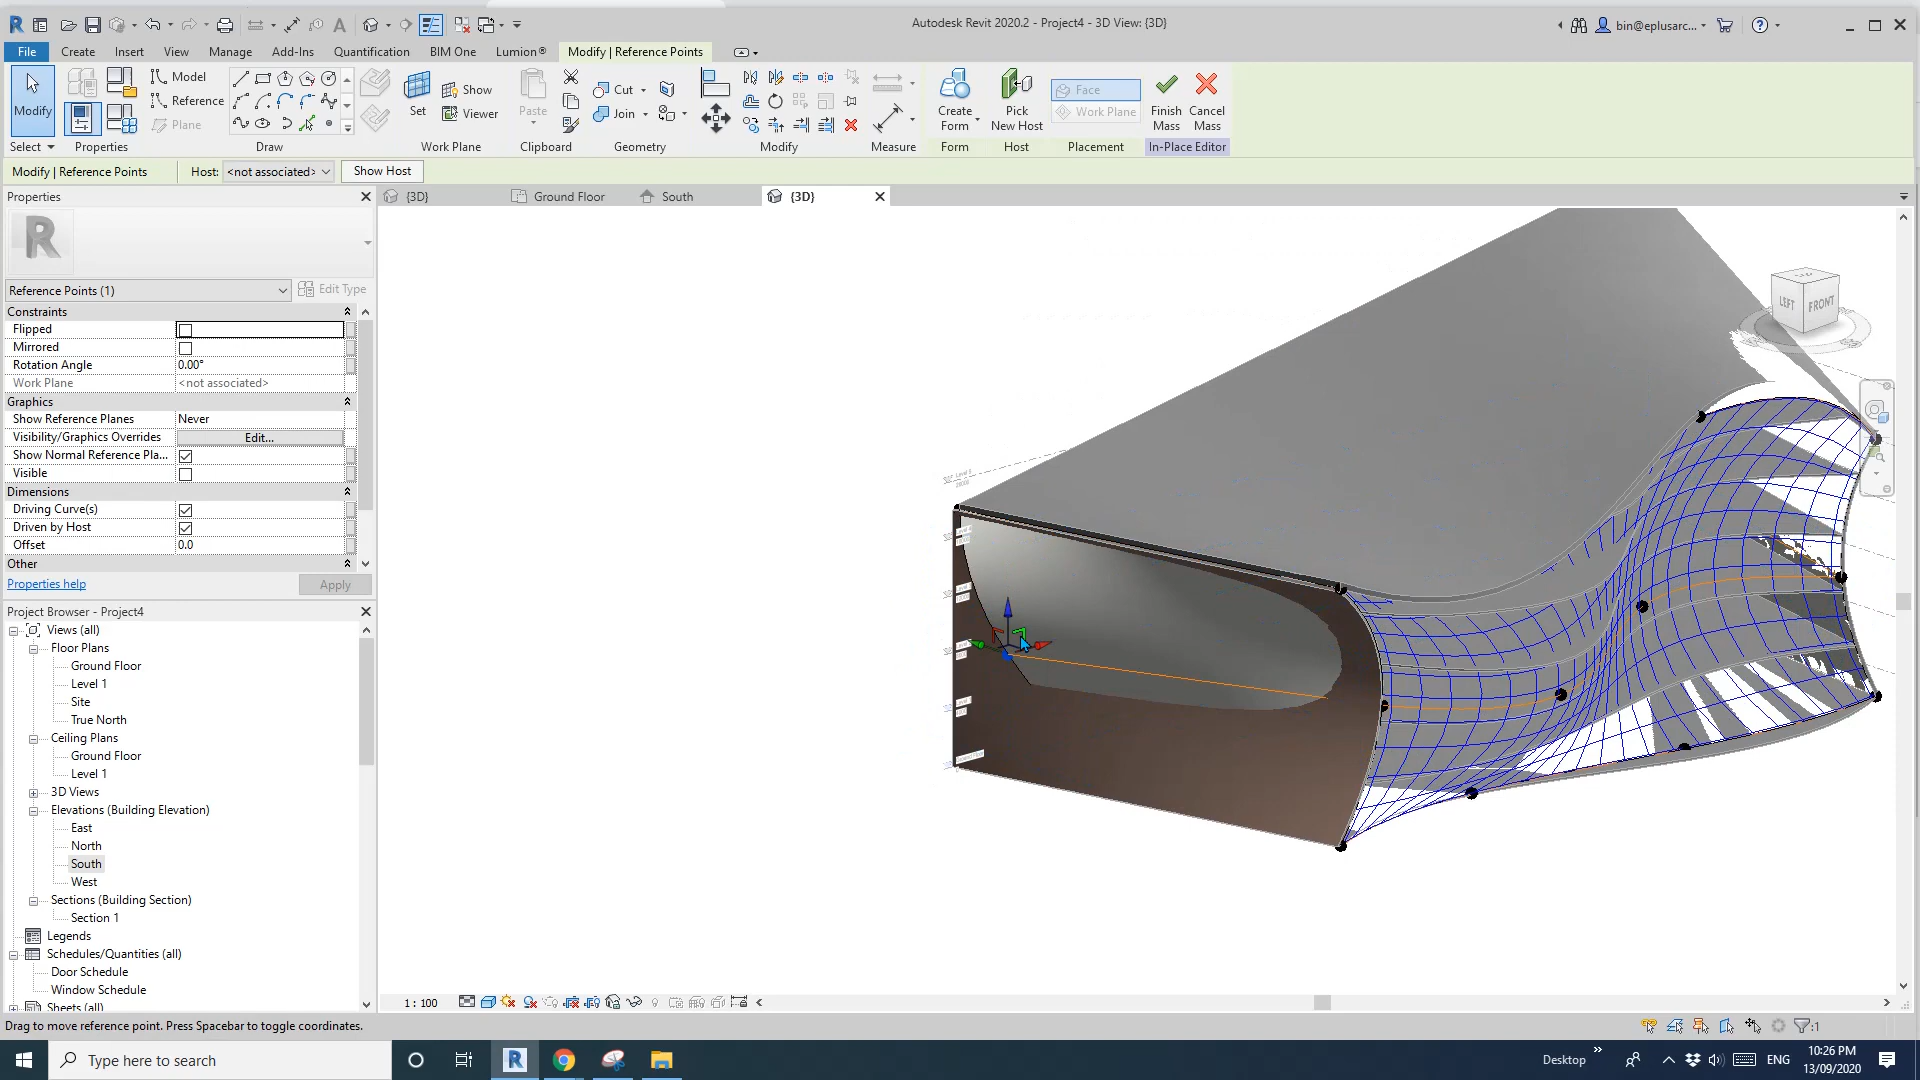 Autodesk Revit 2020.2 - Project4 - 3D View: {3D}
bin@eplusarc...
File
Create
Insert
View
Manage
Add-Ins
Quantification
BIM One
Lumion®
Modify | Reference Points
Modify
Model
Reference
Plane
Set
Show
Viewer
Paste
Cut
Join
Create
Form
Pick
New Host
Face
Work Plane
Finish
Mass
Cancel
Mass
Select
Properties
Draw
Work Plane
Clipboard
Geometry
Modify
Measure
Form
Host
Placement
In-Place Editor
Modify | Reference Points
Host:
<not associated>
Show Host
Properties
{3D}
Ground Floor
South
{3D}
Reference Points (1)
Edit Type
Constraints
Flipped
Mirrored
Rotation Angle
0.00°
Work Plane
<not associated>
Graphics
Show Reference Planes
Never
Visibility/Graphics Overrides
Edit...
Show Normal Reference Pla...
Visible
Dimensions
Driving Curve(s)
Driven by Host
Offset
0.0
Other
Properties help
Apply
LEFT
FRONT
Project Browser - Project4
Views (all)
Floor Plans
Ground Floor
Level 1
Site
True North
Ceiling Plans
Ground Floor
Level 1
3D Views
Elevations (Building Elevation)
East
North
South
West
Sections (Building Section)
Section 1
Legends
Schedules/Quantities (all)
Door Schedule
Window Schedule
Sheets (all)
1 : 100
Drag to move reference point. Press Spacebar to toggle coordinates.
:1
Type here to search
Desktop
ENG
10:26 PM
13/09/2020